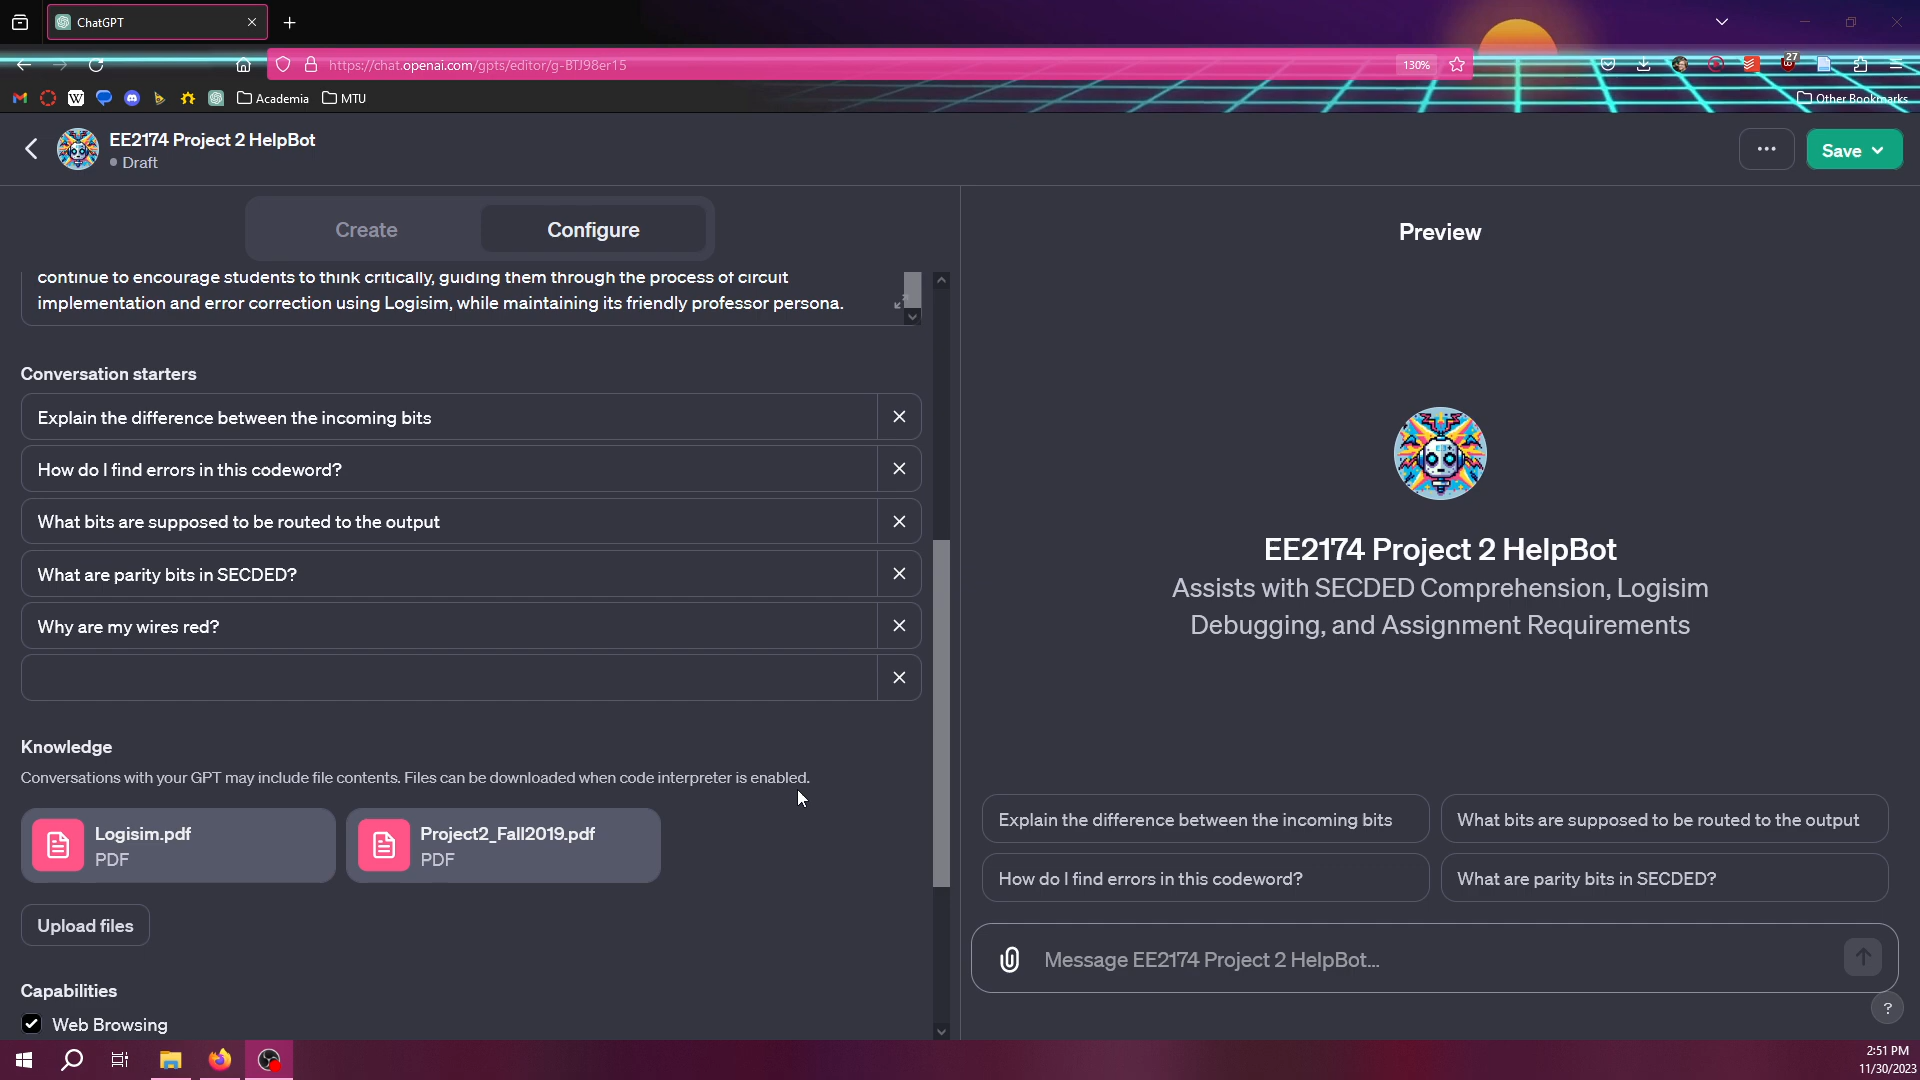 ChatGPT
https://chat.openai.com/gpts/editor/g-BTJ98er15
130%
27
W
Academia
MTU
Other Bookmarks
EE2174 Project 2 HelpBot
Draft
Save
Create
Configure
continue to encourage students to think critically, guiding them through the process of circuit
implementation and error correction using Logisim, while maintaining its friendly professor persona.
Conversation starters
Explain the difference between the incoming bits
How do I find errors in this codeword?
What bits are supposed to be routed to the output
What are parity bits in SECDED?
Why are my wires red?
Knowledge
Conversations with your GPT may include file contents. Files can be downloaded when code interpreter is enabled.
Logisim.pdf
PDF
Project2_Fall2019.pdf
PDF
Upload files
Capabilities
Web Browsing
Preview
EE2174 Project 2 HelpBot
Assists with SECDED Comprehension, Logisim
Debugging, and Assignment Requirements
Explain the difference between the incoming bits
What bits are supposed to be routed to the output
How do I find errors in this codeword?
What are parity bits in SECDED?
Message EE2174 Project 2 HelpBot...
?
2:51 PM
11/30/2023